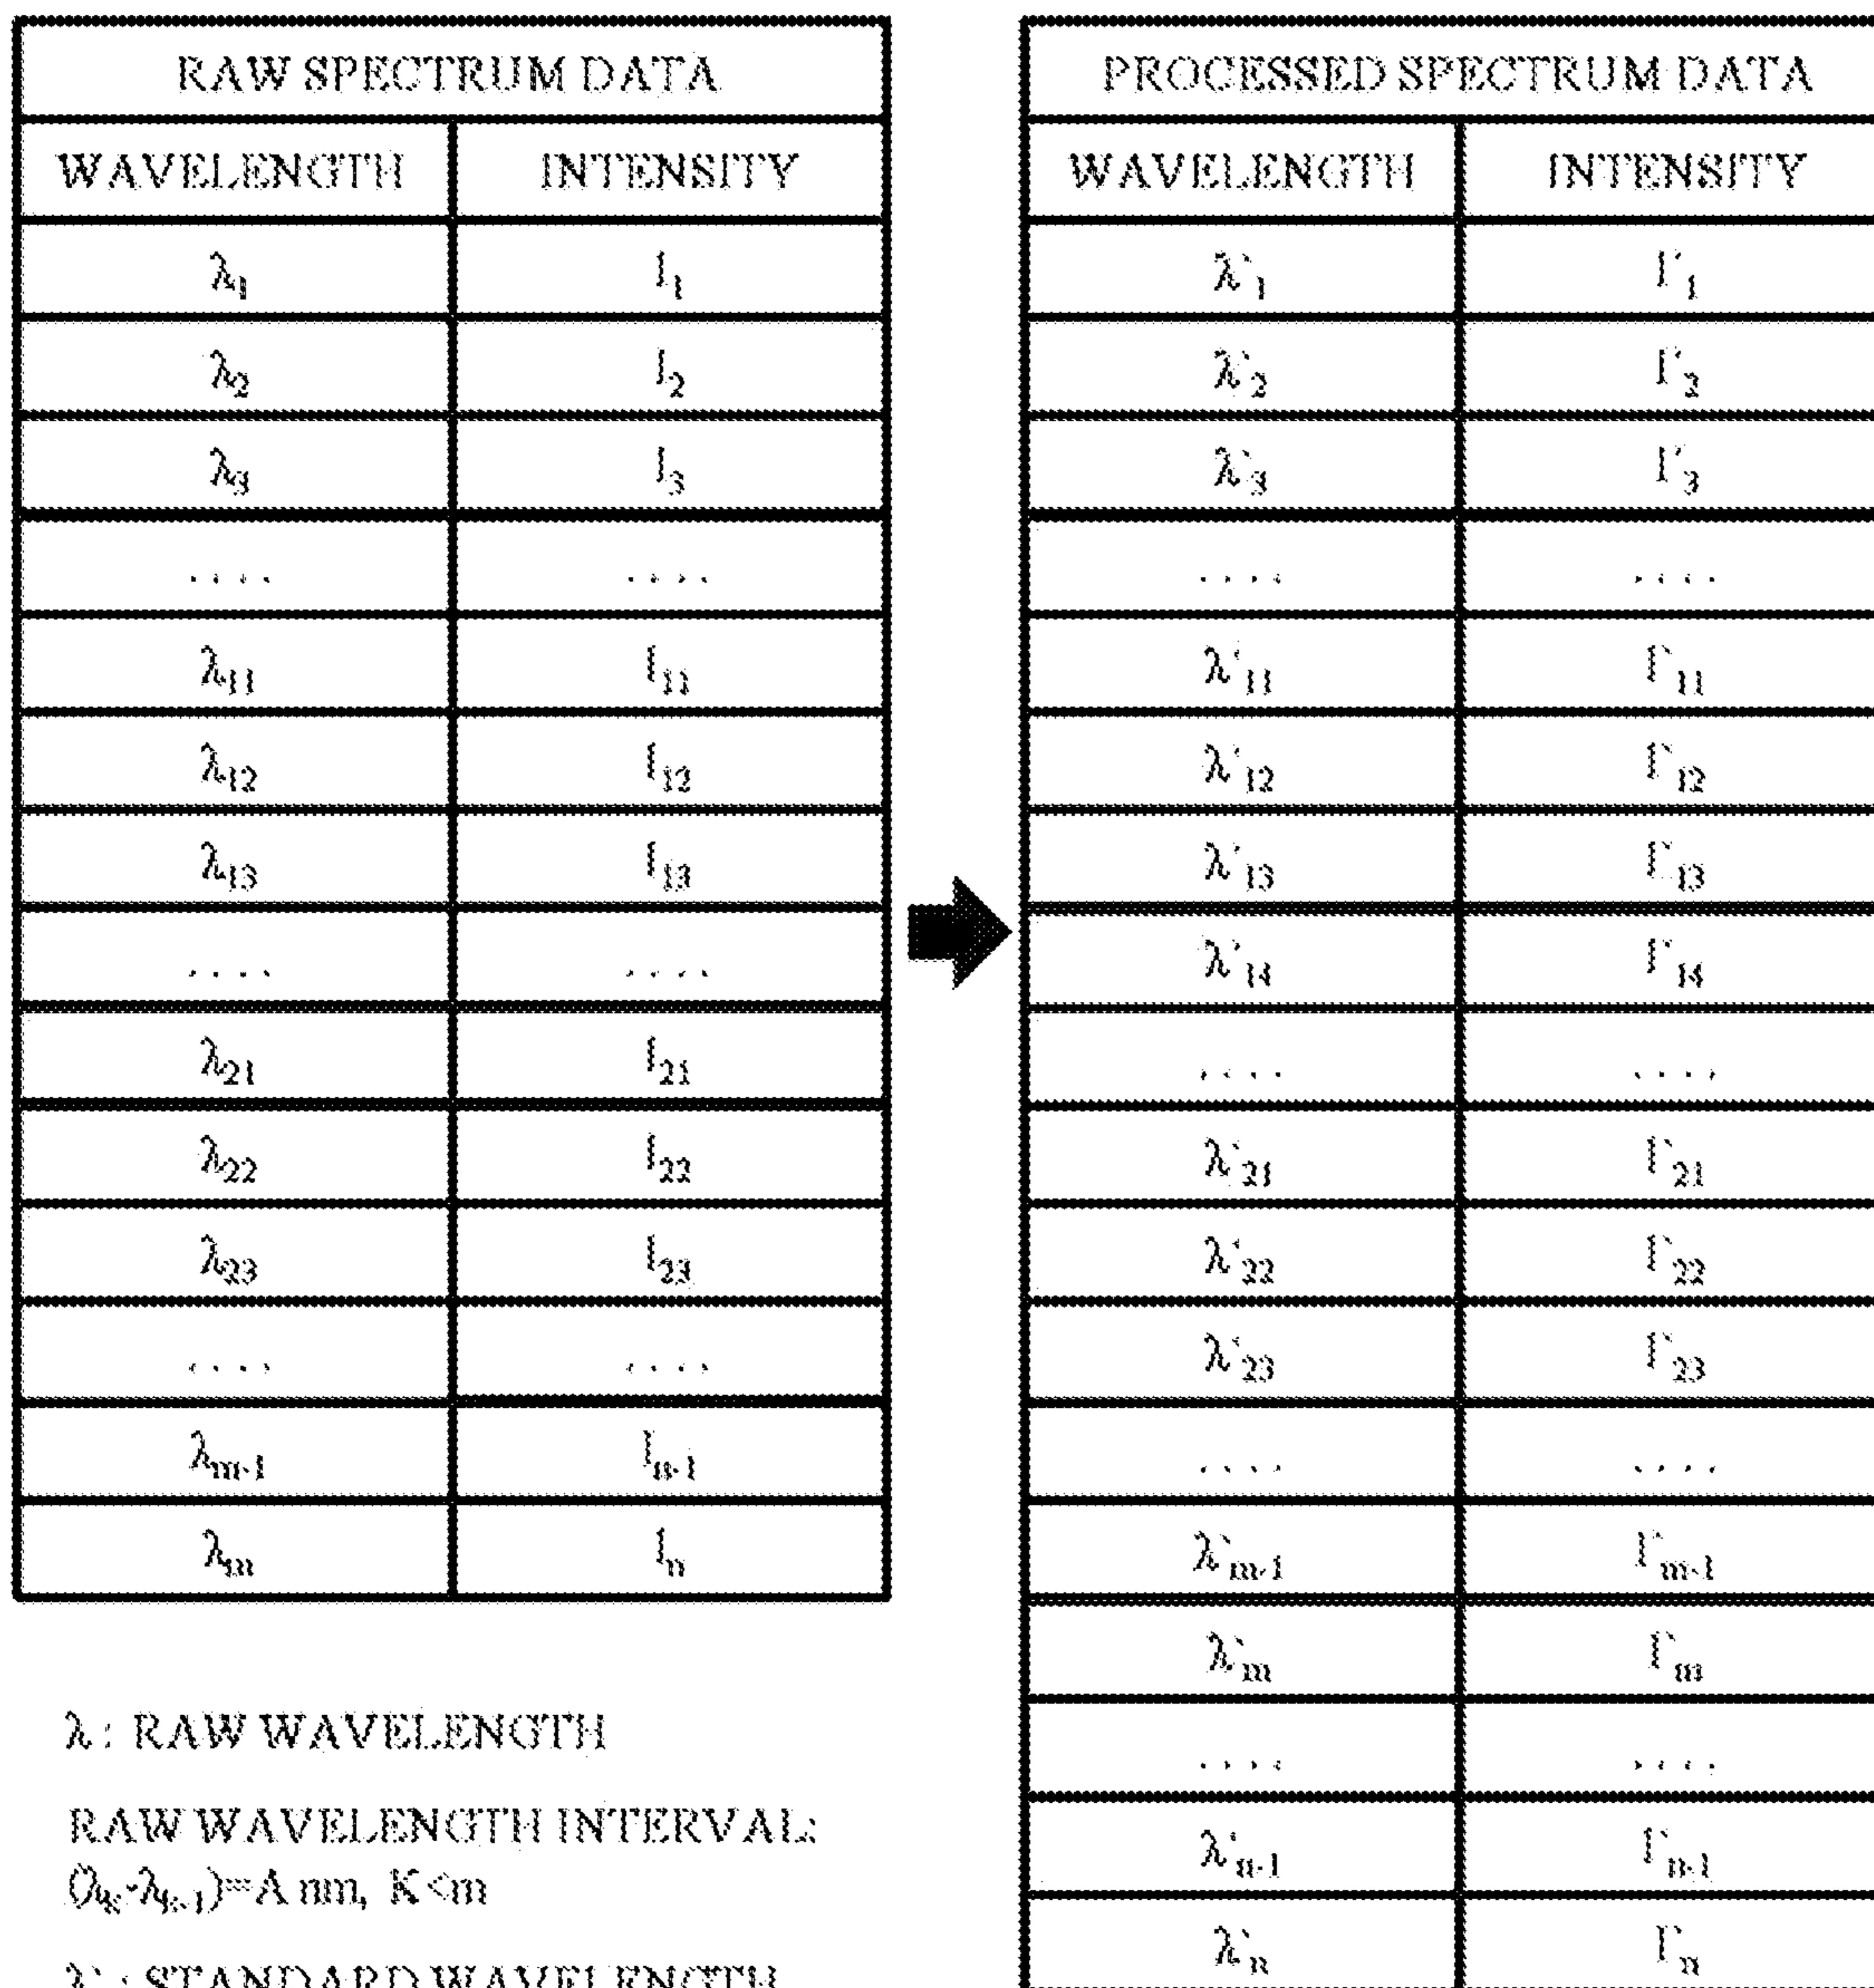 RAW SPECTRUM DATA
WAVELENGTH INTENSITY
λ1 I1
λ2 I2
λ3 I3
.... ....
λ11 I11
λ12 I12
λ13 I13
.... ....
λ21 I21
λ22 I22
λ23 I23
.... ....
λm-1 In-1
λm In
λ : RAW WAVELENGTH
RAW WAVELENGTH INTERVAL:
(λk-λk-1)=A nm, K<m
λ` : STANDARD WAVELENGTH
PROCESSED SPECTRUM DATA
WAVELENGTH INTENSITY
λ`1 I`1
λ`2 I`2
λ`3 I`3
.... ....
λ`11 I`11
λ`12 I`12
λ`13 I`13
λ`14 I`14
.... ....
λ`21 I`21
λ`22 I`22
λ`23 I`23
.... ....
λ`m-1 I`m-1
λ`m I`m
.... ....
λ`n-1 I`n-1
λ`n I`n